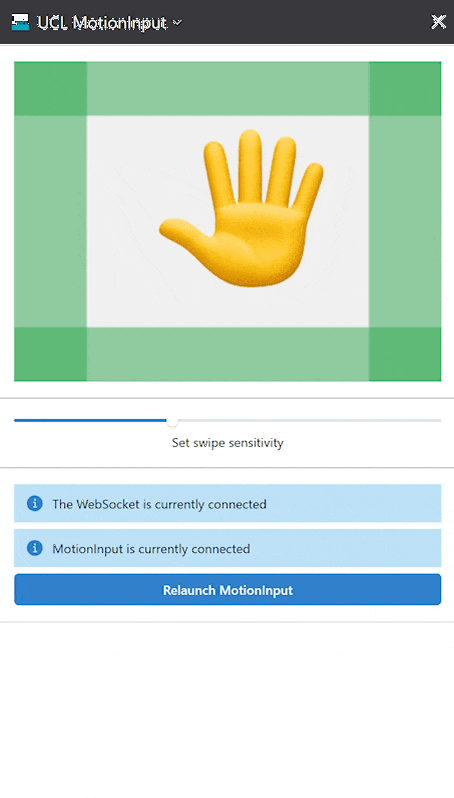 UCL MotionInput
Set swipe sensitivity
The WebSocket is currently connected
MotionInput is currently connected
Relaunch MotionInput